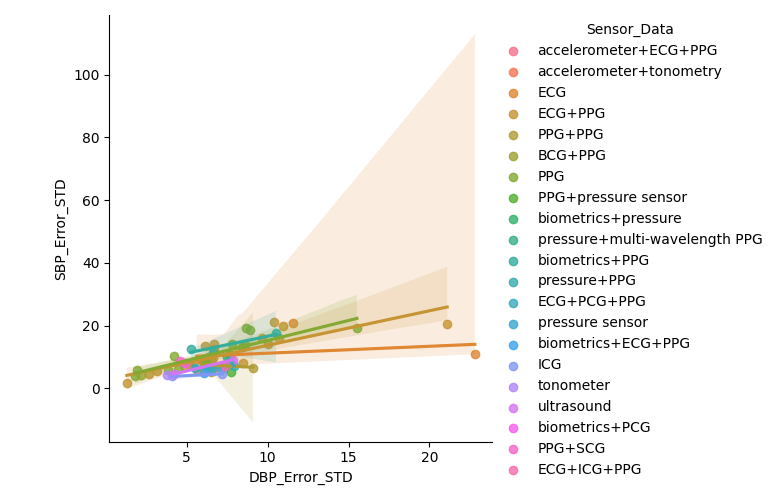 Sensor_Data
accelerometer+ECG+PPG
accelerometer+tonometry
ECG
ECG+PPG
PPG+PPG
BCG+PPG
PPG
PPG+pressure sensor
biometrics+pressure
pressure+multi-wavelength PPG
biometrics+PPG
pressure+PPG
ECG+PCG+PPG
pressure sensor
biometrics+ECG+PPG
ICG
tonometer
ultrasound
biometrics+PCG
PPG+SCG
ECG+ICG+PPG
SBP_Error_STD
100
80
60
40
20
0
5 10 15 20
DBP_Error_STD